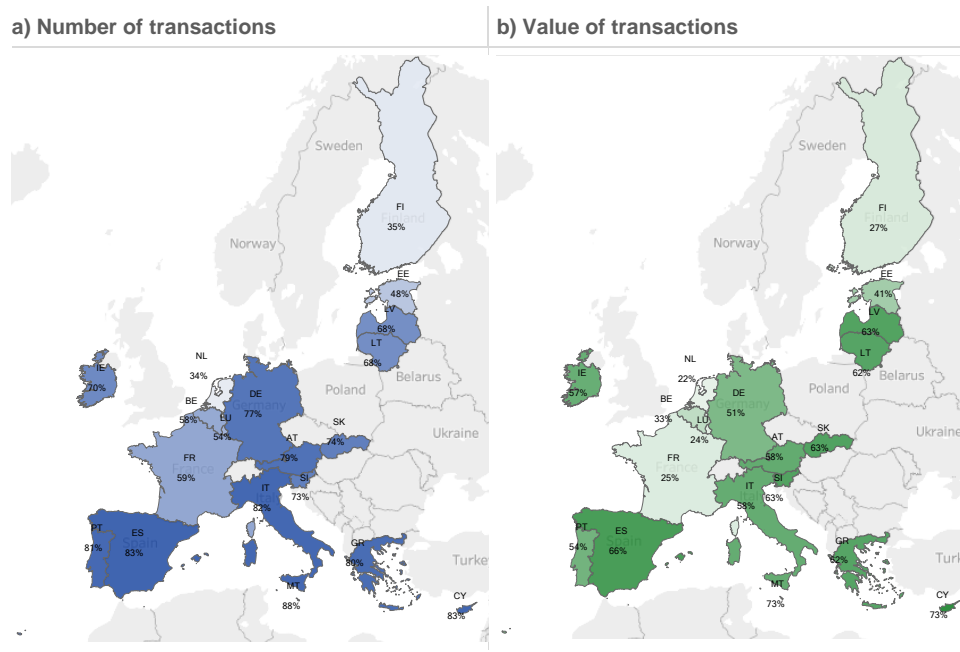 a) Number of transactions
b) Value of transactions
Sweden
FI
Finland
35%
Norway
EE
48%
LV
68%
LT
68%
NL
34%
IE
70%
BE
58%
LU
54%
DE
Germany
77%
Poland
Belarus
SK
74%
Ukraine
AT
79%
FR
France
59%
SI
73%
IT
Italy
82%
PT
81%
ES
Spain
83%
GR
80%
Turke
MT
88%
CY
83%
Sweden
FI
Finland
27%
Norway
EE
41%
LV
63%
LT
62%
NL
22%
IE
57%
BE
33%
LU
24%
DE
Germany
51%
Poland
Belarus
SK
63%
Ukraine
AT
58%
FR
France
25%
SI
63%
IT
Italy
58%
PT
54%
ES
Spain
66%
GR
62%
Turk
MT
73%
CY
73%